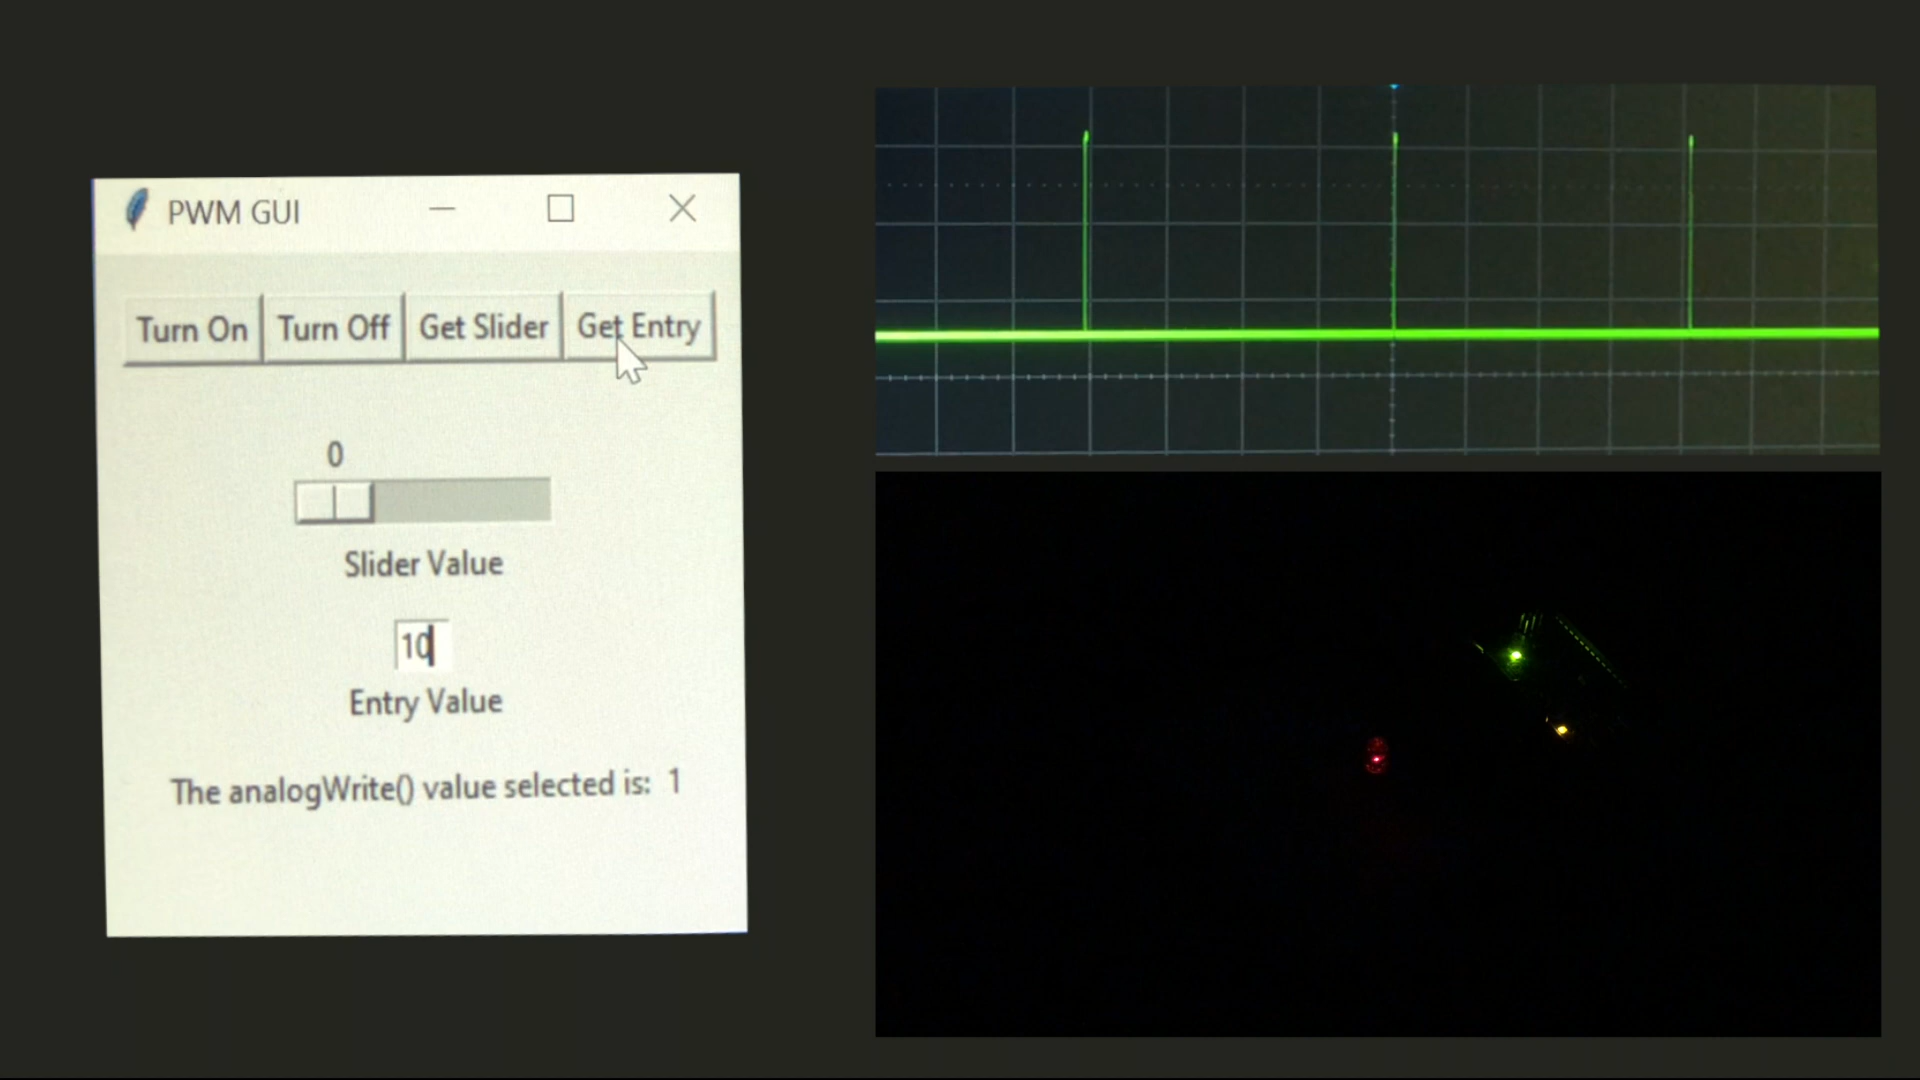 PWM GUI
Turn On Turn Off Get Slider Get Entry
0
Slider Value
10
Entry Value
The analogWrite() value selected is: 1